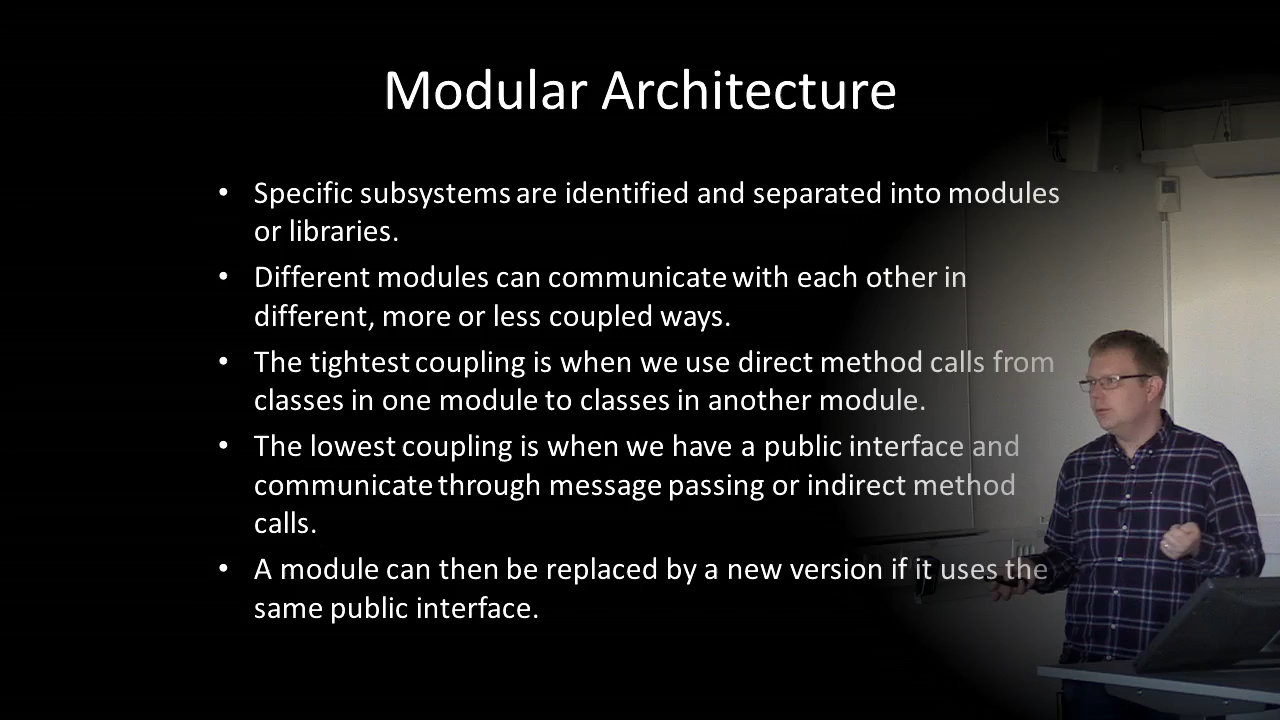 Modular Architecture
• Specific subsystems are identified and separated into modules
or libraries.
• Different modules can communicate with each other in
different, more or less coupled ways.
• The tightest coupling is when we use direct method calls from
classes in one module to classes in another module.
• The lowest coupling is when we have a public interface and
communicate through message passing or indirect method
calls.
• A module can then be replaced by a new version if it uses the
same public interface.